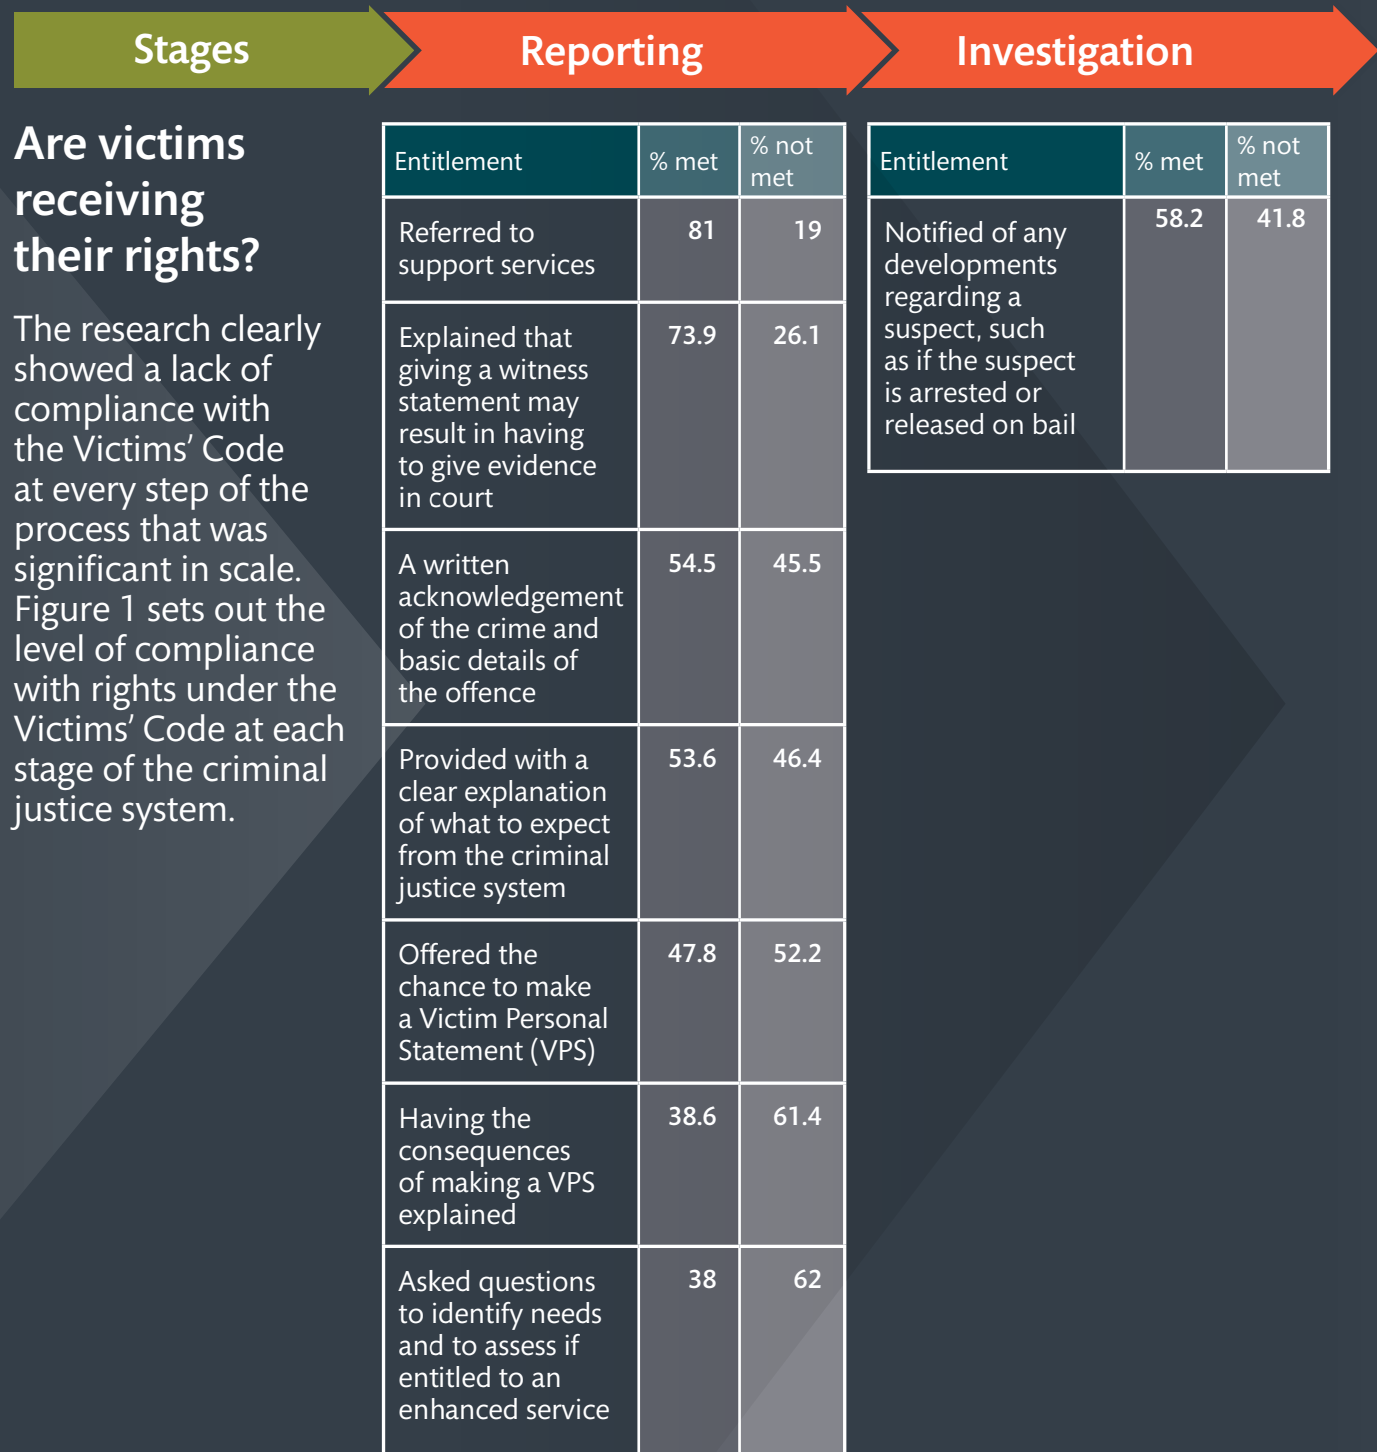 Stages
Reporting
Investigation
Are victims
receiving
their rights?
The research clearly
showed a lack of
compliance with
the Victims’ Code
at every step of the
process that was
significant in scale.
Figure 1 sets out the
level of compliance
with rights under the
Victims’ Code at each
stage of the criminal
justice system.
Entitlement
% met
% not
met
Referred to
support services
81
19
Explained that
giving a witness
statement may
result in having
to give evidence
in court
73.9
26.1
A written
acknowledgement
of the crime and
basic details of
the offence
54.5
45.5
Provided with a
clear explanation
of what to expect
from the criminal
justice system
53.6
46.4
Offered the
chance to make
a Victim Personal
Statement (VPS)
47.8
52.2
Having the
consequences
of making a VPS
explained
38.6
61.4
Asked questions
to identify needs
and to assess if
entitled to an
enhanced service
38
62
Entitlement
% met
% not
met
Notified of any
developments
regarding a
suspect, such
as if the suspect
is arrested or
released on bail
58.2
41.8